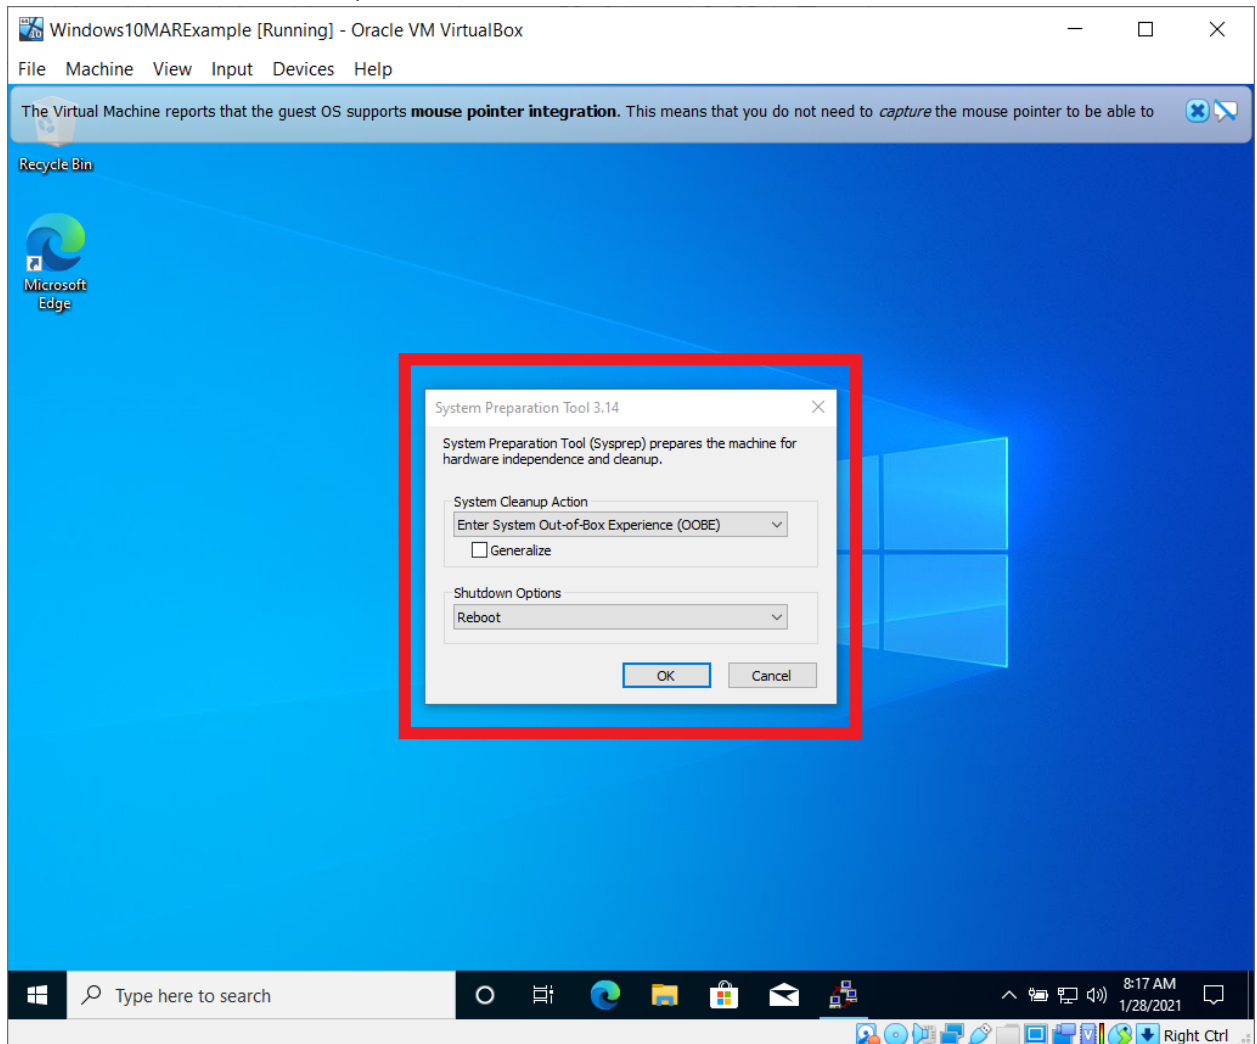 Windows10MARExample [Running] - Oracle VM VirtualBox
File Machine View Input Devices Help
The Virtual Machine reports that the guest OS supports mouse pointer integration. This means that you do not need to capture the mouse pointer to be able to
Recycle Bin
Microsoft
Edge
System Preparation Tool 3.14
System Preparation Tool (Sysprep) prepares the machine for
hardware independence and cleanup.
System Cleanup Action
Enter System Out-of-Box Experience (OOBE)
Generalize
Shutdown Options
Reboot
OK Cancel
Type here to search
8:17 AM
1/28/2021
Right Ctrl